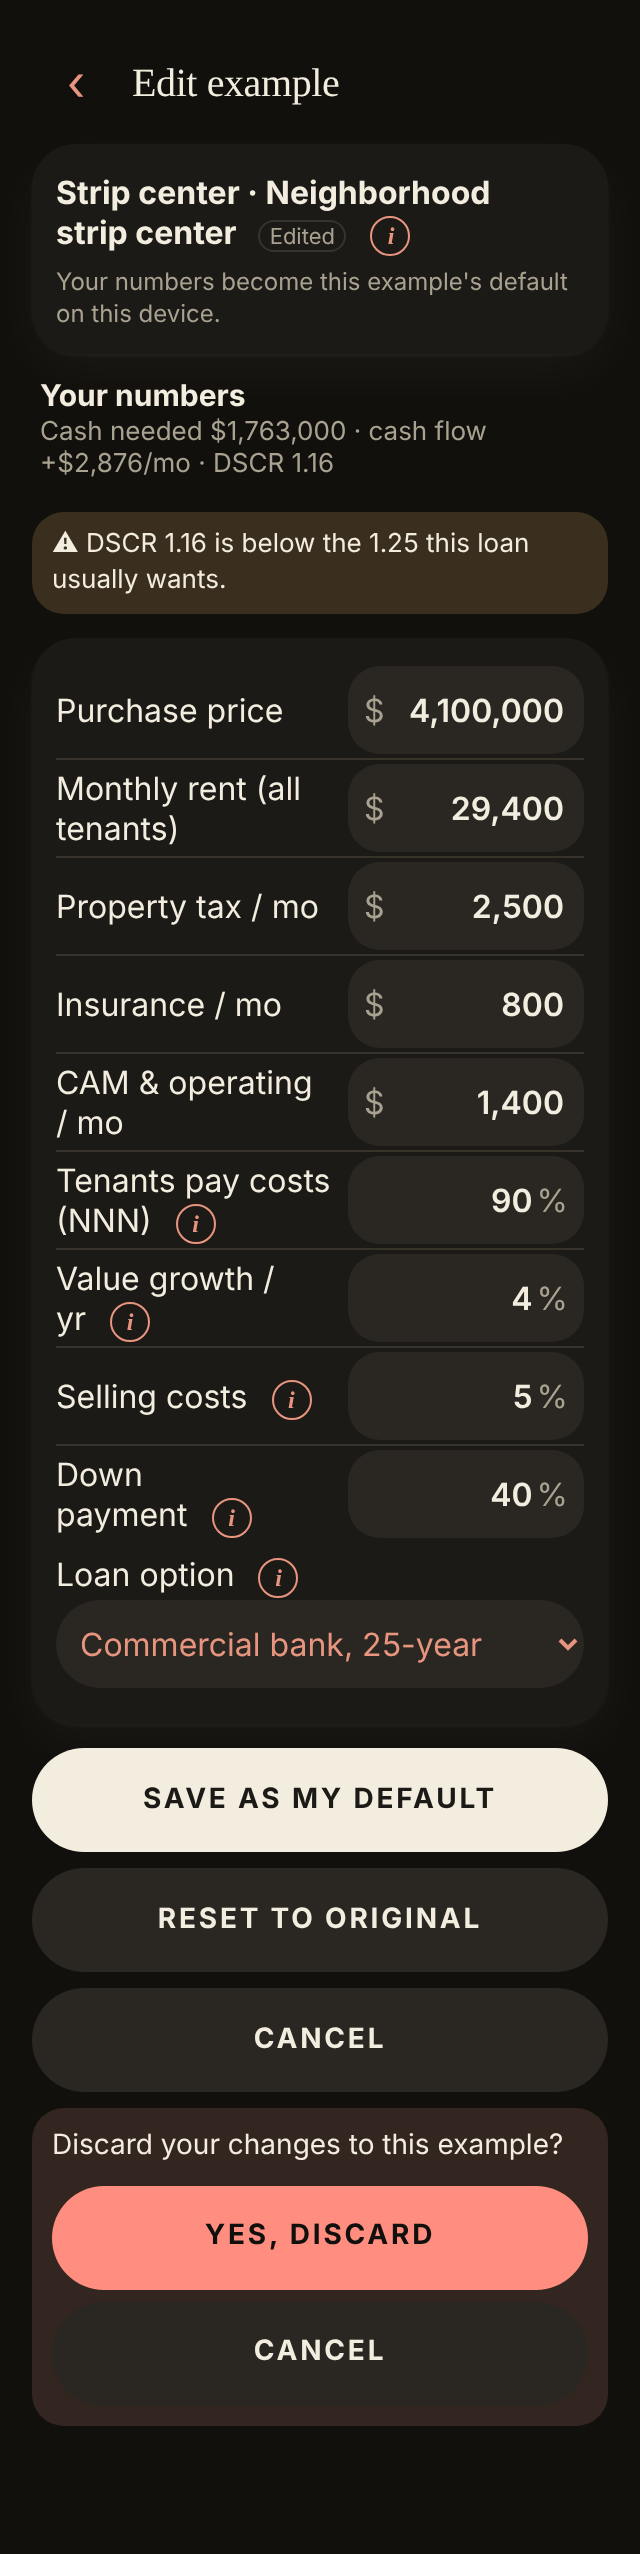 ‹ Edit example
Strip center · Neighborhood
strip center Edited i
Your numbers become this example's default
on this device.
Your numbers
Cash needed $1,763,000 · cash flow
+$2,876/mo · DSCR 1.16
⚠ DSCR 1.16 is below the 1.25 this loan
usually wants.
Purchase price $ 4,100,000
Monthly rent (all
tenants) $ 29,400
Property tax / mo $ 2,500
Insurance / mo $ 800
CAM & operating
/ mo $ 1,400
Tenants pay costs
(NNN) i 90 %
Value growth /
yr i 4 %
Selling costs i 5 %
Down
payment i 40 %
Loan option i
Commercial bank, 25-year
SAVE AS MY DEFAULT
RESET TO ORIGINAL
CANCEL
Discard your changes to this example?
YES, DISCARD
CANCEL